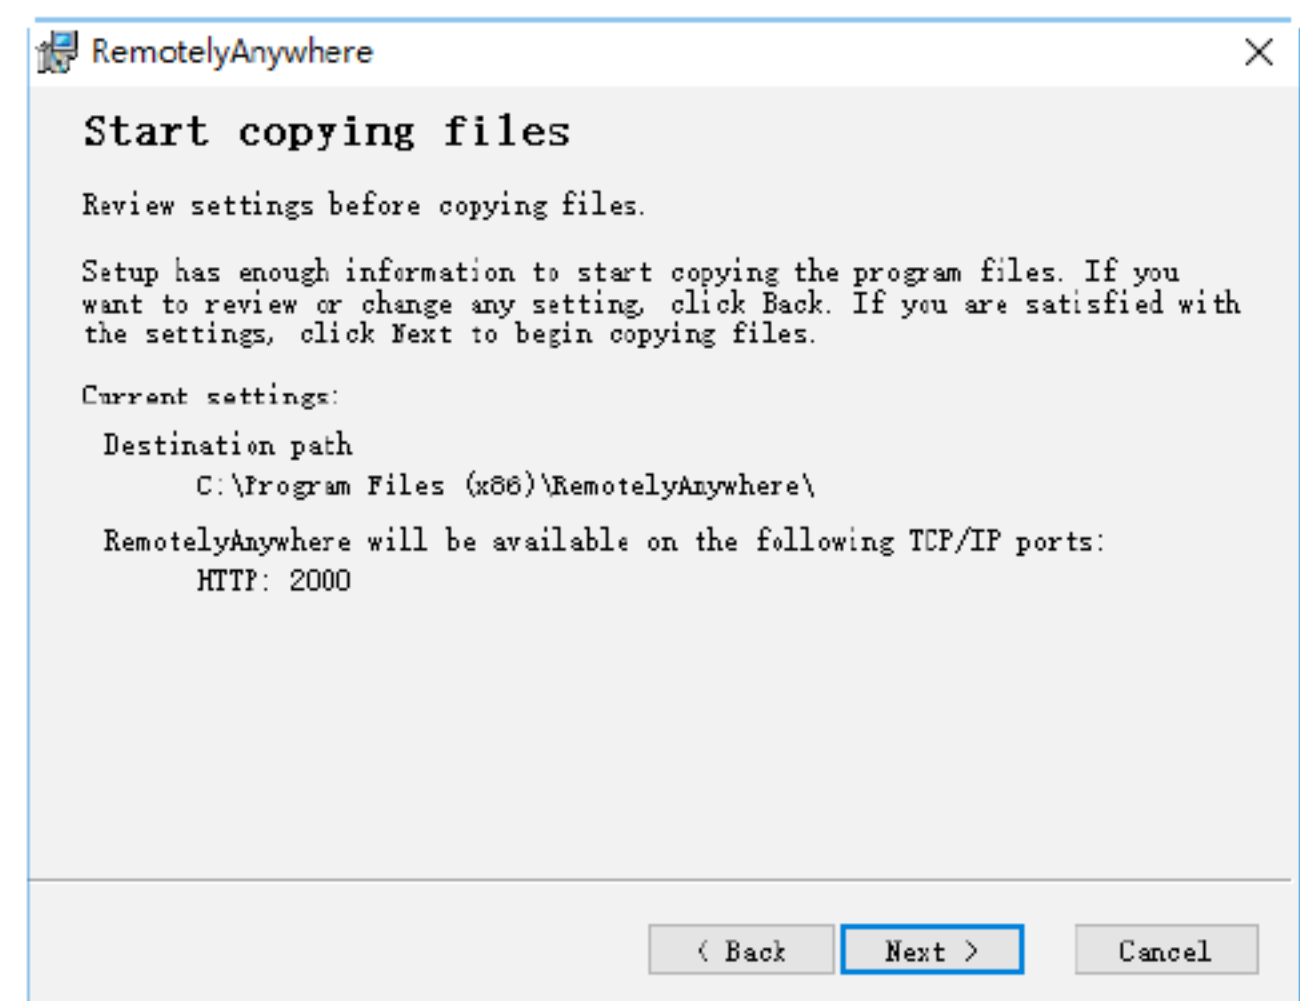 RemotelyAnywhere
Start copying files
Review settings before copying files.
Setup has enough information to start copying the program files. If you
want to review or change any setting, click Back. If you are satisfied with
the settings, click Next to begin copying files.
Current settings:
Destination path
C:\Program Files (x86)\RemotelyAnywhere\
RemotelyAnywhere will be available on the following TCP/IP ports:
HTTP: 2000
< Back
Next >
Cancel